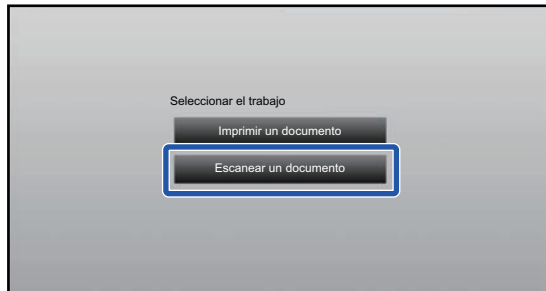 Seleccionar el trabajo
Imprimir un documento
Escanear un documento